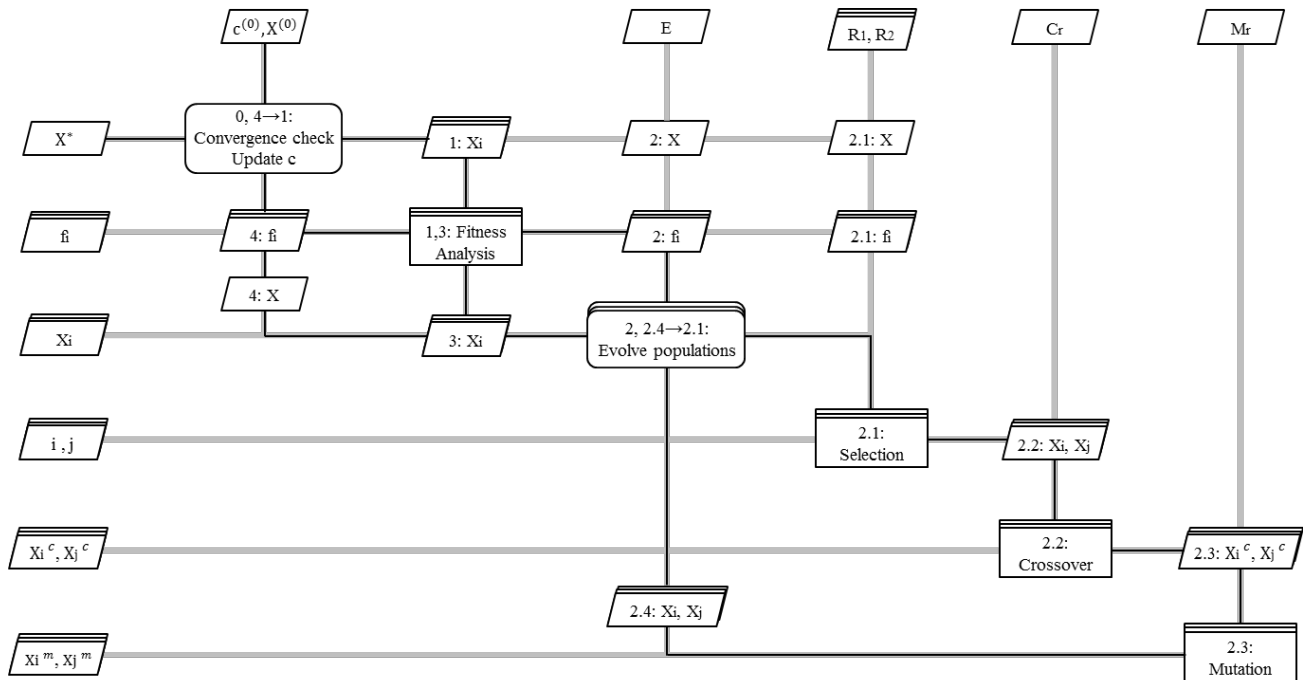 c⁽⁰⁾,X⁽⁰⁾
E
R₁, R₂
Cr
Mr
X*
0, 4→1:
Convergence check
Update c
1: Xi
2: X
2.1: X
fi
4: fi
1,3: Fitness
Analysis
2: fi
2.1: fi
4: X
Xi
3: Xi
2, 2.4→2.1:
Evolve populations
i , j
2.1:
Selection
2.2: Xi, Xj
Xi ᶜ, Xj ᶜ
2.2:
Crossover
2.3: Xi ᶜ, Xj ᶜ
2.4: Xi, Xj
Xi ᵐ, Xj ᵐ
2.3:
Mutation